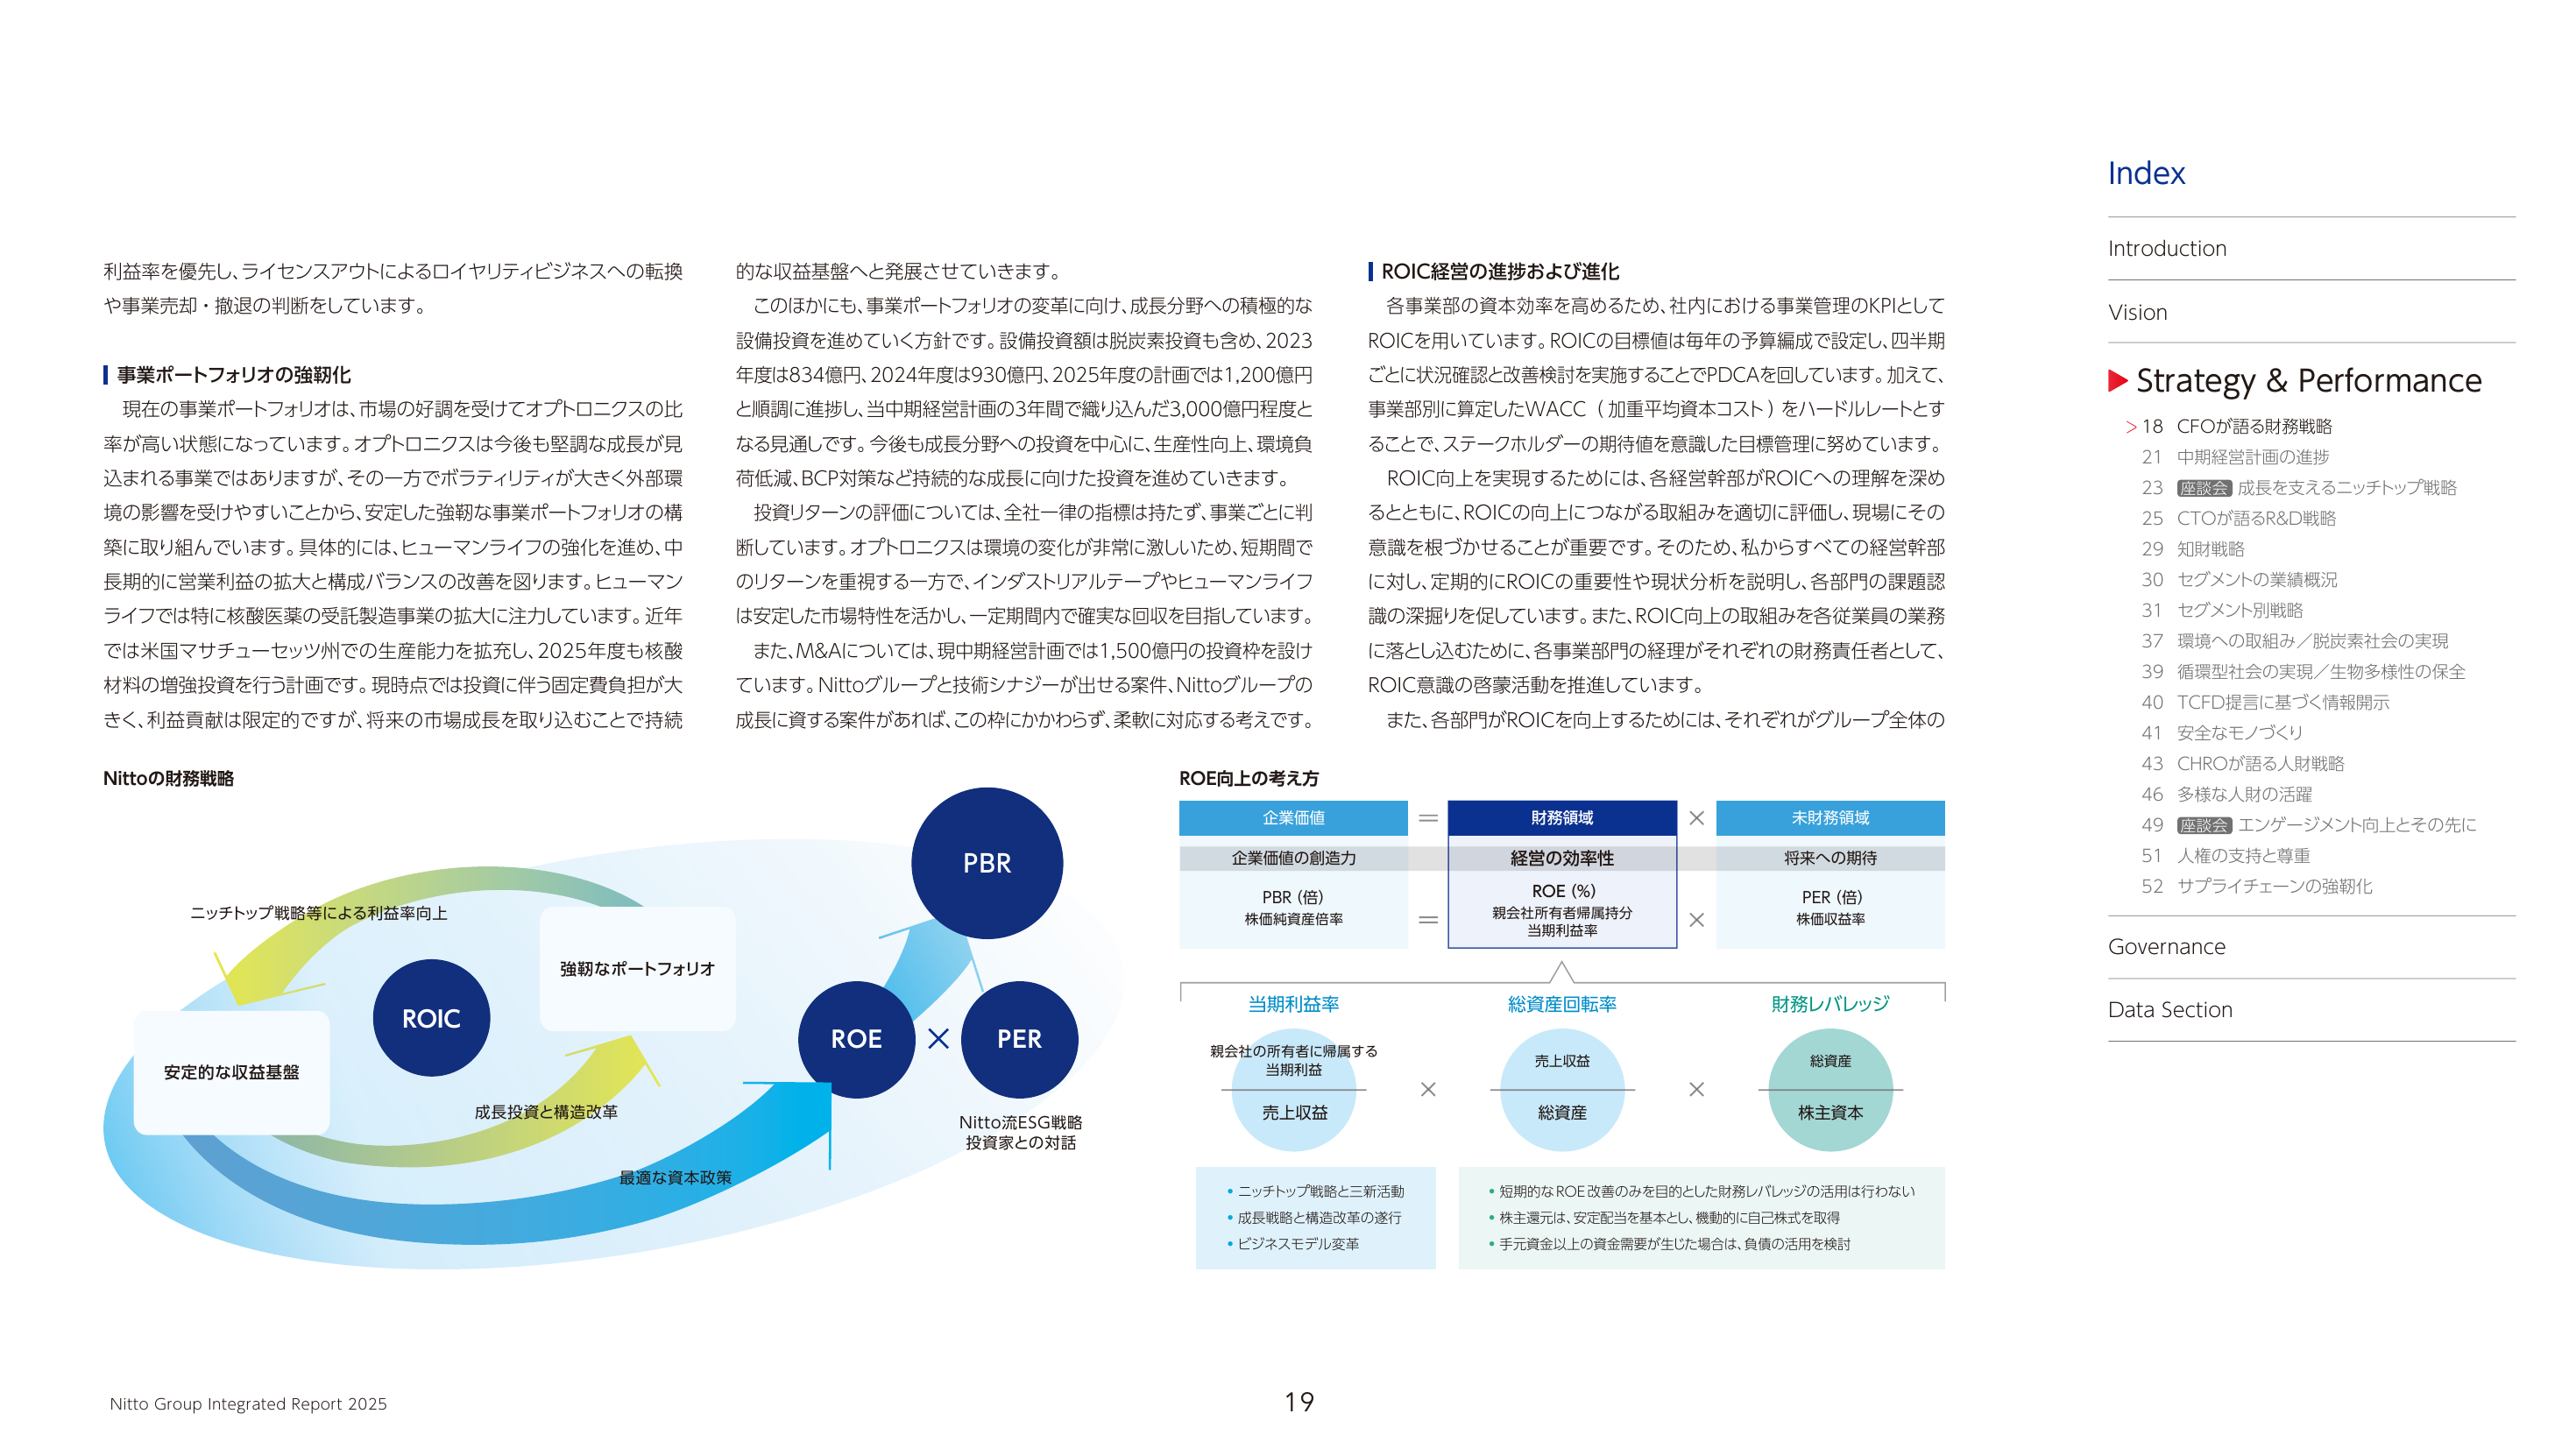 利益率を優先し、ライセンスアウトによるロイヤリティビジネスへの転換
や事業売却・撤退の判断をしています。
事業ポートフォリオの強靭化
現在の事業ポートフォリオは、市場の好調を受けてオプトロニクスの比
率が高い状態になっています。オプトロニクスは今後も堅調な成長が見
込まれる事業ではありますが、その一方でボラティリティが大きく外部環
境の影響を受けやすいことから、安定した強靭な事業ポートフォリオの構
築に取り組んでいます。具体的には、ヒューマンライフの強化を進め、中
長期的に営業利益の拡大と構成バランスの改善を図ります。ヒューマン
ライフでは特に核酸医薬の受託製造事業の拡大に注力しています。近年
では米国マサチューセッツ州での生産能力を拡充し、2025年度も核酸
材料の増強投資を行う計画です。現時点では投資に伴う固定費負担が大
きく、利益貢献は限定的ですが、将来の市場成長を取り込むことで持続
的な収益基盤へと発展させていきます。
このほかにも、事業ポートフォリオの変革に向け、成長分野への積極的な
設備投資を進めていく方針です。設備投資額は脱炭素投資も含め、2023
年度は834億円、2024年度は930億円、2025年度の計画では1,200億円
と順調に進捗し、当中期経営計画の3年間で織り込んだ3,000億円程度と
なる見通しです。今後も成長分野への投資を中心に、生産性向上、環境負
荷低減、BCP対策など持続的な成長に向けた投資を進めていきます。
投資リターンの評価については、全社一律の指標は持たず、事業ごとに判
断しています。オプトロニクスは環境の変化が非常に激しいため、短期間で
のリターンを重視する一方で、インダストリアルテープやヒューマンライフ
は安定した市場特性を活かし、一定期間内で確実な回収を目指しています。
また、M&Aについては、現中期経営計画では1,500億円の投資枠を設け
ています。Nittoグループと技術シナジーが出せる案件、Nittoグループの
成長に資する案件があれば、この枠にかかわらず、柔軟に対応する考えです。
ROIC経営の進捗および進化
各事業部の資本効率を高めるため、社内における事業管理のKPIとして
ROICを用いています。ROICの目標値は毎年の予算編成で設定し、四半期
ごとに状況確認と改善検討を実施することでPDCAを回しています。加えて、
事業部別に算定したWACC（加重平均資本コスト）をハードルレートとす
ることで、ステークホルダーの期待値を意識した目標管理に努めています。
ROIC向上を実現するためには、各経営幹部がROICへの理解を深め
るとともに、ROICの向上につながる取組みを適切に評価し、現場にその
意識を根づかせることが重要です。そのため、私からすべての経営幹部
に対し、定期的にROICの重要性や現状分析を説明し、各部門の課題認
識の深掘りを促しています。また、ROIC向上の取組みを各従業員の業務
に落とし込むために、各事業部門の経理がそれぞれの財務責任者として、
ROIC意識の啓蒙活動を推進しています。
また、各部門がROICを向上するためには、それぞれがグループ全体の
Nittoの財務戦略
PBR
ニッチトップ戦略等による利益率向上
強靭なポートフォリオ
ROIC
ROE
×
PER
安定的な収益基盤
成長投資と構造改革
Nitto流ESG戦略
投資家との対話
最適な資本政策
ROE向上の考え方
企業価値 ＝ 財務領域 × 未財務領域
企業価値の創造力 経営の効率性 将来への期待
PBR（倍）
株価純資産倍率
＝
ROE（%）
親会社所有者帰属持分
当期利益率
×
PER（倍）
株価収益率
当期利益率 総資産回転率 財務レバレッジ
親会社の所有者に帰属する
当期利益
売上収益
×
売上収益
総資産
×
総資産
株主資本
• ニッチトップ戦略と三新活動
• 成長戦略と構造改革の遂行
• ビジネスモデル変革
• 短期的なROE改善のみを目的とした財務レバレッジの活用は行わない
• 株主還元は、安定配当を基本とし、機動的に自己株式を取得
• 手元資金以上の資金需要が生じた場合は、負債の活用を検討
Index
Introduction
Vision
Strategy & Performance
> 18 CFOが語る財務戦略
21 中期経営計画の進捗
23 座談会 成長を支えるニッチトップ戦略
25 CTOが語るR&D戦略
29 知財戦略
30 セグメントの業績概況
31 セグメント別戦略
37 環境への取組み／脱炭素社会の実現
39 循環型社会の実現／生物多様性の保全
40 TCFD提言に基づく情報開示
41 安全なモノづくり
43 CHROが語る人財戦略
46 多様な人財の活躍
49 座談会 エンゲージメント向上とその先に
51 人権の支持と尊重
52 サプライチェーンの強靭化
Governance
Data Section
Nitto Group Integrated Report 2025
19